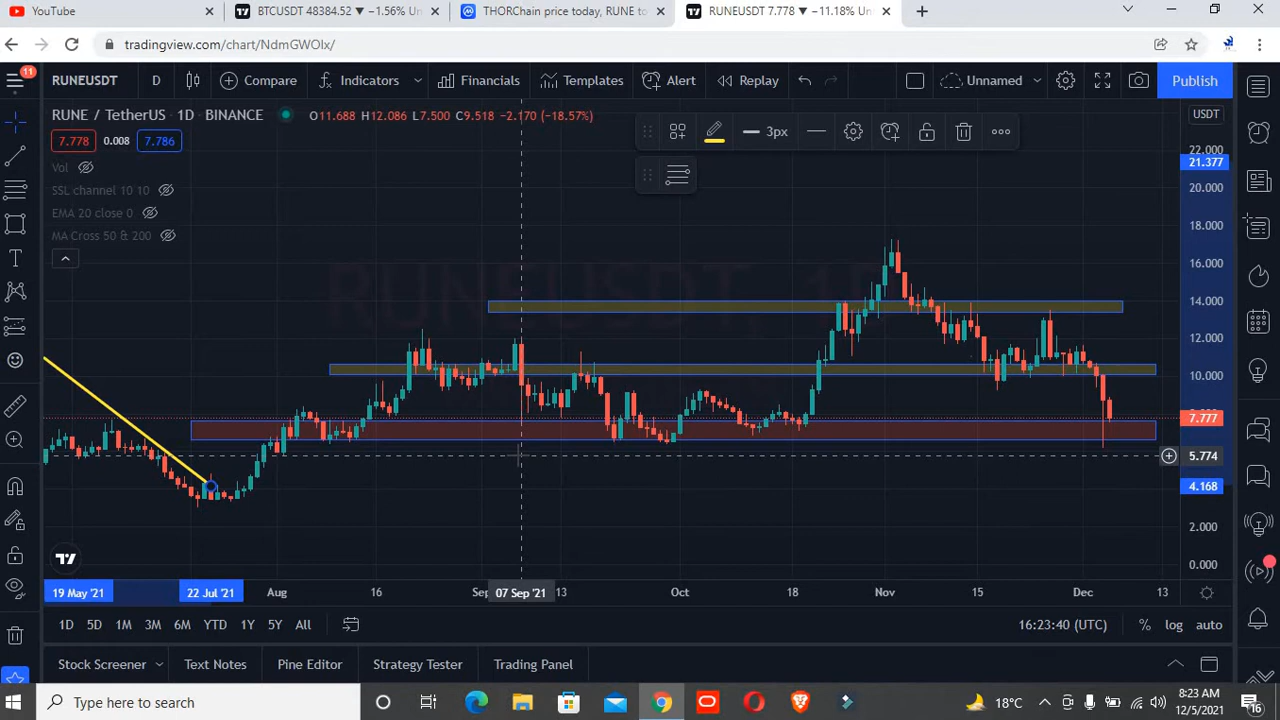 YouTube
BTCUSDT 48384.52 ▼ −1.56% Un
THORChain price today, RUNE to
RUNEUSDT 7.778 ▼ −11.18% Un
tradingview.com/chart/NdmGWOlx/
11
RUNEUSDT
D
Compare
Indicators
Financials
Templates
Alert
Replay
Unnamed
Publish
RUNE / TetherUS · 1D · BINANCE
O11.688 H12.086 L7.500 C9.518 −2.170 (−18.57%)
3px
USDT
7.778
0.008
7.786
Vol
SSL channel 10 10
EMA 20 close 0
MA Cross 50 & 200
RUNEUSDT, 1D
22.000
21.377
20.000
18.000
16.000
14.000
12.000
10.000
7.777
5.774
4.168
2.000
0.000
19 May '21
22 Jul '21
Aug
16
Sep
07 Sep '21
13
Oct
18
Nov
15
Dec
13
1D
5D
1M
3M
6M
YTD
1Y
5Y
All
16:23:40 (UTC)
%
log
auto
Stock Screener
Text Notes
Pine Editor
Strategy Tester
Trading Panel
Type here to search
18°C
8:23 AM
12/5/2021
16